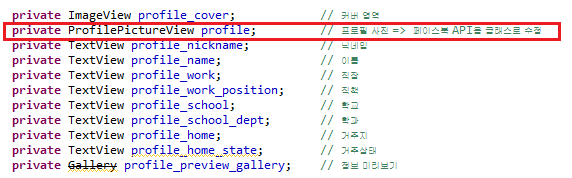 private ImageView profile_cover; // 커버 영역
private ProfilePictureView profile; // 프로필 사진 => 페이스북 API용 클래스로 수정
private TextView profile_nickname; // 닉네임
private TextView profile_name; // 이름
private TextView profile_work; // 직장
private TextView profile_work_position; // 직책
private TextView profile_school; // 학교
private TextView profile_school_dept; // 학과
private TextView profile_home; // 거주지
private TextView profile_home_state; // 거주상태
private Gallery profile_preview_gallery; // 정보 미리보기